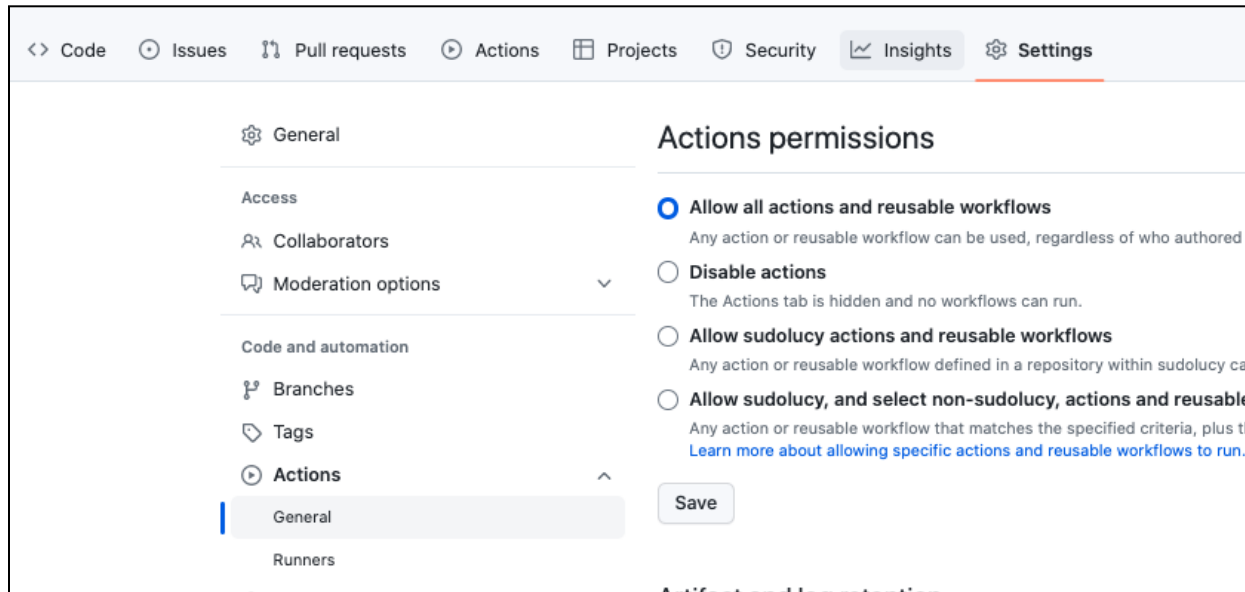 Code Issues Pull requests Actions Projects Security Insights Settings
General
Access
Collaborators
Moderation options
Code and automation
Branches
Tags
Actions
General
Runners
Actions permissions
Allow all actions and reusable workflows
Any action or reusable workflow can be used, regardless of who authored
Disable actions
The Actions tab is hidden and no workflows can run.
Allow sudolucy actions and reusable workflows
Any action or reusable workflow defined in a repository within sudolucy ca
Allow sudolucy, and select non-sudolucy, actions and reusable
Any action or reusable workflow that matches the specified criteria, plus t
Learn more about allowing specific actions and reusable workflows to run.
Save
Artifact and log retention